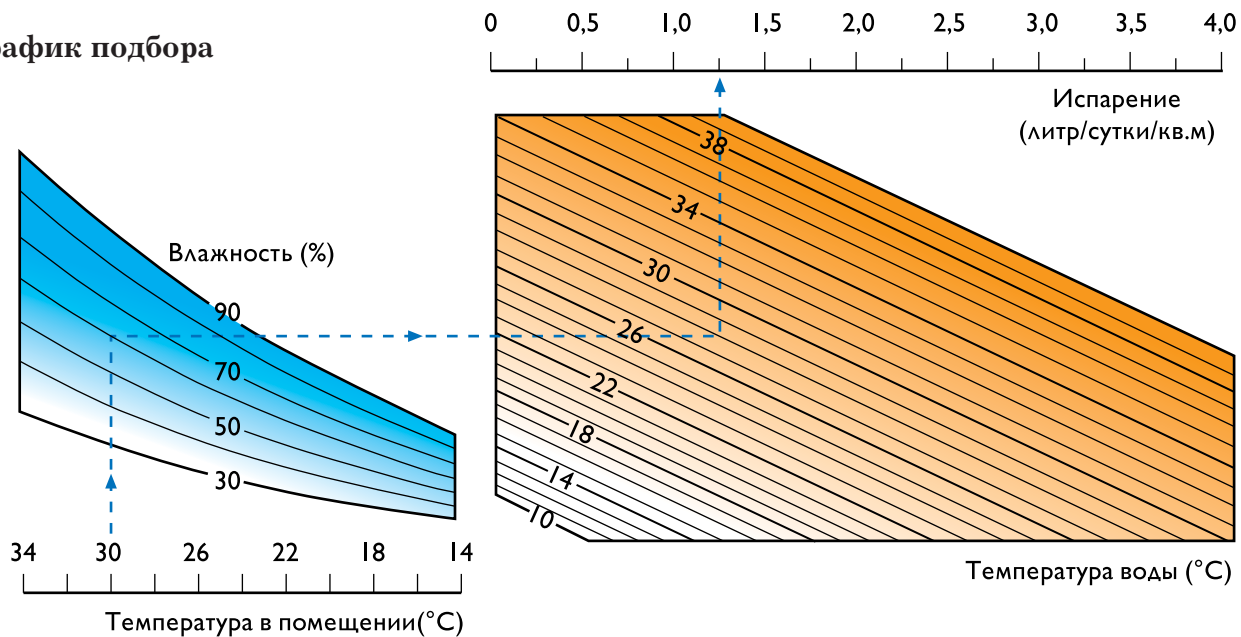 афик подбора
0 0,5 1,0 1,5 2,0 2,5 3,0 3,5 4,0
Испарение
(литр/сутки/кв.м)
38
34
30
26
22
18
14
10
Температура воды (°C)
Влажность (%)
90
70
50
30
34 30 26 22 18 14
Температура в помещении(°C)